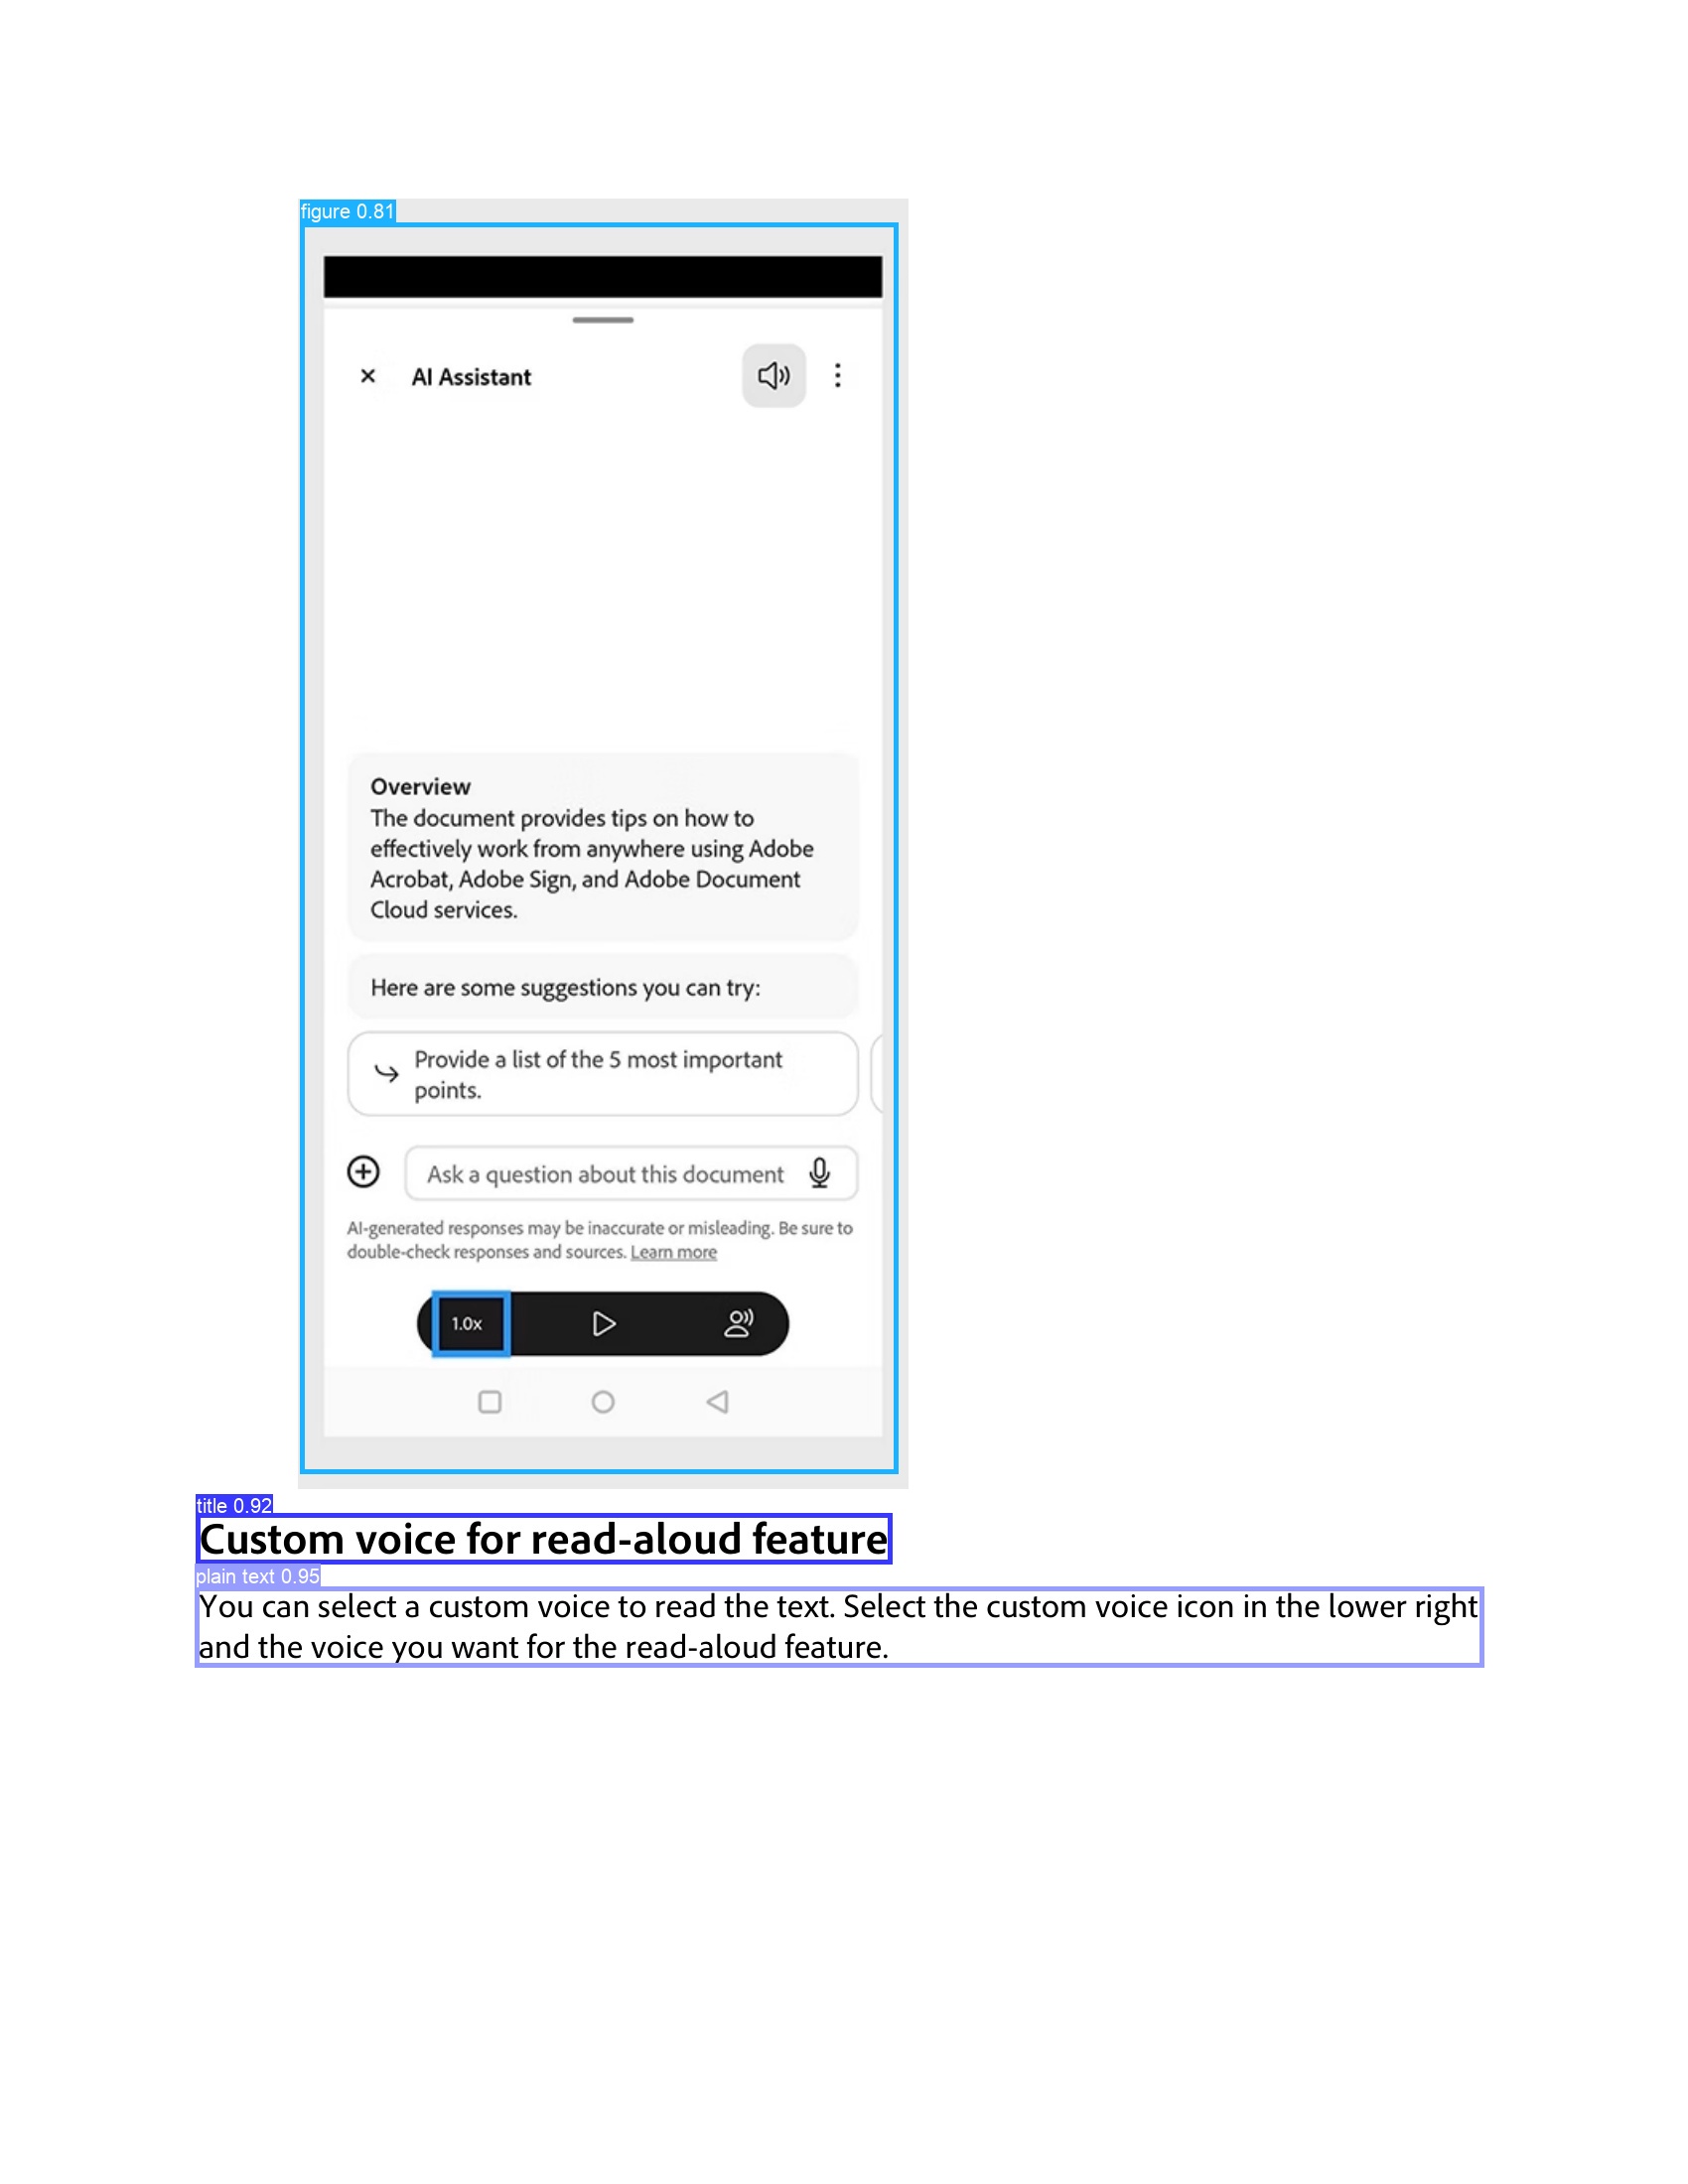 figure 0.81
AI Assistant
Overview
The document provides tips on how to
effectively work from anywhere using Adobe
Acrobat, Adobe Sign, and Adobe Document
Cloud services.
Here are some suggestions you can try:
Provide a list of the 5 most important
points.
Ask a question about this document
AI-generated responses may be inaccurate or misleading. Be sure to
double-check responses and sources. Learn more
1.0x
title 0.92
Custom voice for read-aloud feature
plain text 0.95
You can select a custom voice to read the text. Select the custom voice icon in the lower right
and the voice you want for the read-aloud feature.